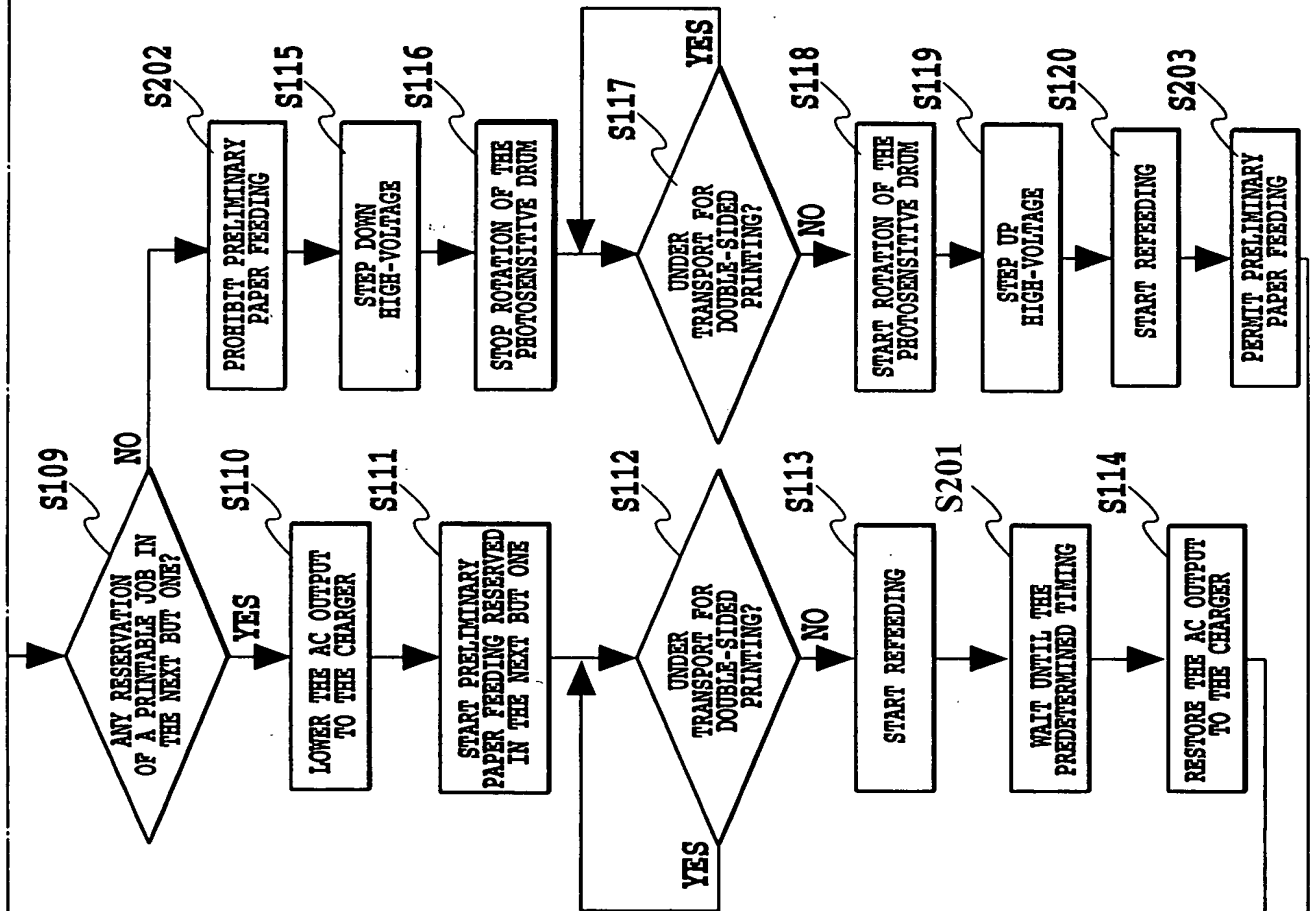 S109
ANY RESERVATION
OF A PRINTABLE JOB IN
THE NEXT BUT ONE?
NO
YES
S110
LOWER THE AC OUTPUT
TO THE CHARGER
S111
START PRELIMINARY
PAPER FEEDING RESERVED
IN THE NEXT BUT ONE
S112
UNDER
TRANSPORT FOR
DOUBLE-SIDED
PRINTING?
YES
NO
S113
START REFEEDING
S201
WAIT UNTIL THE
PREDETERMINED TIMING
S114
RESTORE THE AC OUTPUT
TO THE CHARGER
S202
PROHIBIT PRELIMINARY
PAPER FEEDING
S115
STEP DOWN
HIGH-VOLTAGE
S116
STOP ROTATION OF THE
PHOTOSENSITIVE DRUM
S117
UNDER
TRANSPORT FOR
DOUBLE-SIDED
PRINTING?
YES
NO
S118
START ROTATION OF THE
PHOTOSENSITIVE DRUM
S119
STEP UP
HIGH-VOLTAGE
S120
START REFEEDING
S203
PERMIT PRELIMINARY
PAPER FEEDING